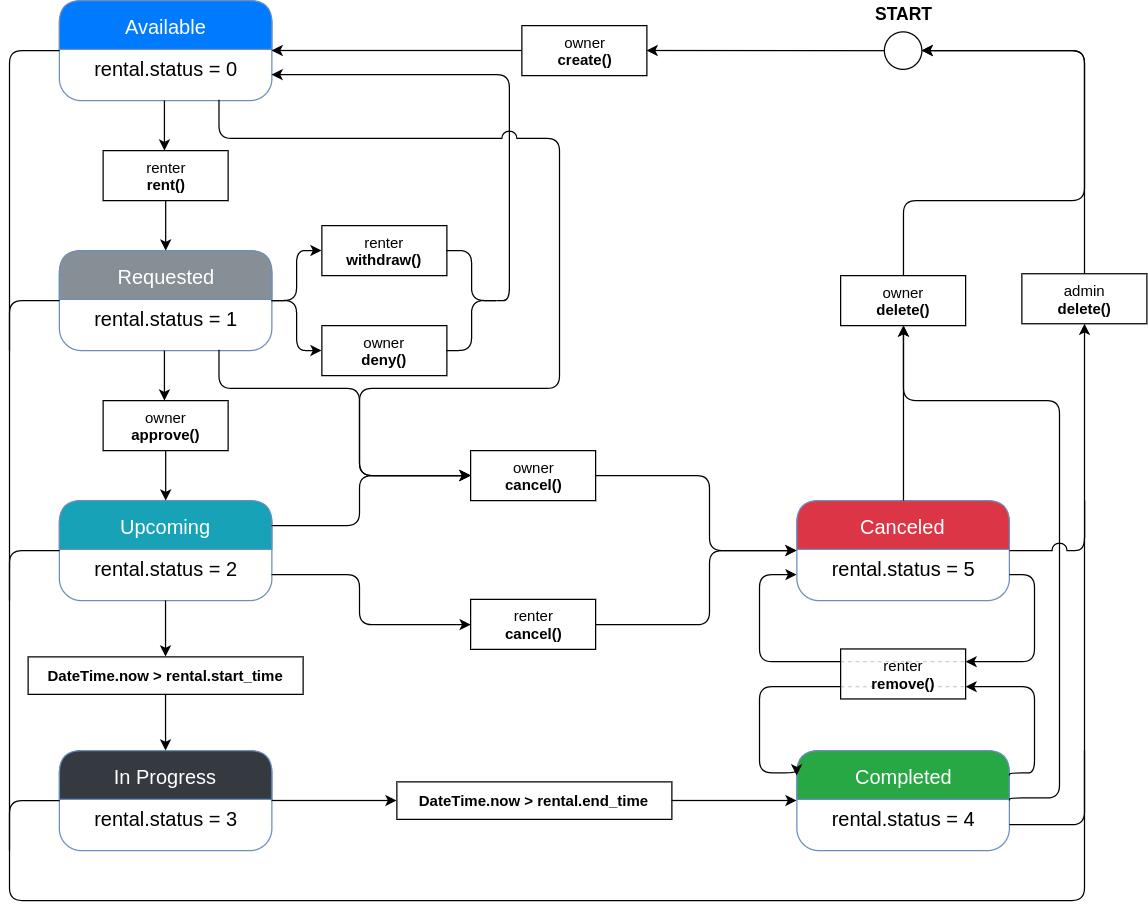 START
Available
rental.status = 0
owner
create()
renter
rent()
Requested
rental.status = 1
renter
withdraw()
owner
deny()
owner
delete()
admin
delete()
owner
approve()
owner
cancel()
Upcoming
rental.status = 2
Canceled
rental.status = 5
renter
cancel()
DateTime.now > rental.start_time
renter
remove()
In Progress
rental.status = 3
DateTime.now > rental.end_time
Completed
rental.status = 4